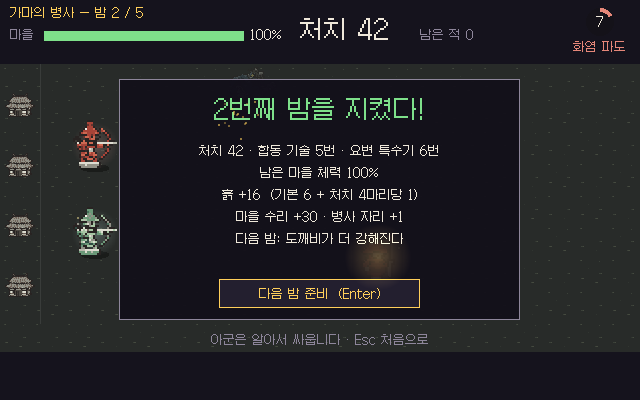 가마의 병사 — 밤 2 / 5
마을 100% 처치 42 남은 적 0
7
화염 파도
2번째 밤을 지켰다!
처치 42 · 합동 기술 5번 · 요변 특수기 6번
남은 마을 체력 100%
흙 +16 (기본 6 + 처치 4마리당 1)
마을 수리 +30 · 병사 자리 +1
다음 밤: 도깨비가 더 강해진다
다음 밤 준비 (Enter)
아군은 알아서 싸웁니다 · Esc 처음으로